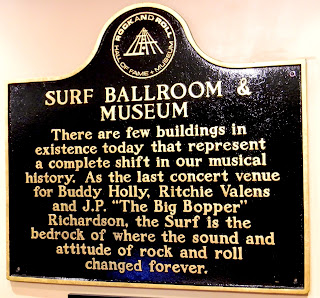 ROCK AND ROLL
HALL OF FAME + MUSEUM
SURF BALLROOM &
MUSEUM
There are few buildings in
existence today that represent
a complete shift in our musical
history. As the last concert venue
for Buddy Holly, Ritchie Valens
and J.P. “The Big Bopper”
Richardson, the Surf is the
bedrock of where the sound and
attitude of rock and roll
changed forever.